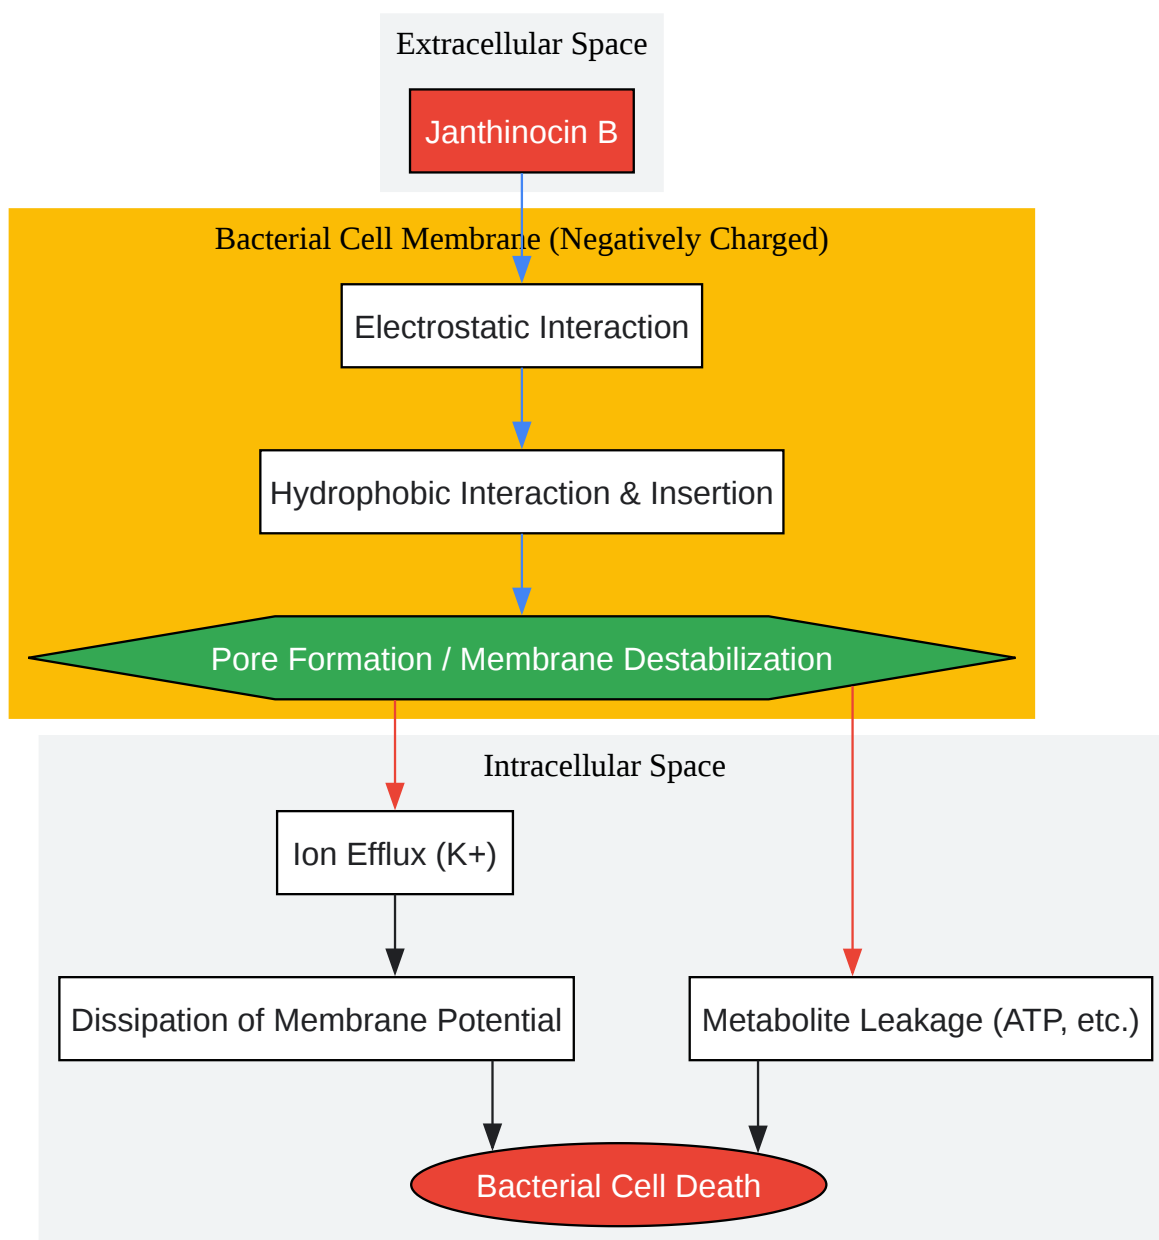 Extracellular Space
Janthinocin B
Bacterial Cell Membrane (Negatively Charged)
Electrostatic Interaction
Hydrophobic Interaction & Insertion
Pore Formation / Membrane Destabilization
Intracellular Space
Ion Efflux (K+)
Dissipation of Membrane Potential
Metabolite Leakage (ATP, etc.)
Bacterial Cell Death